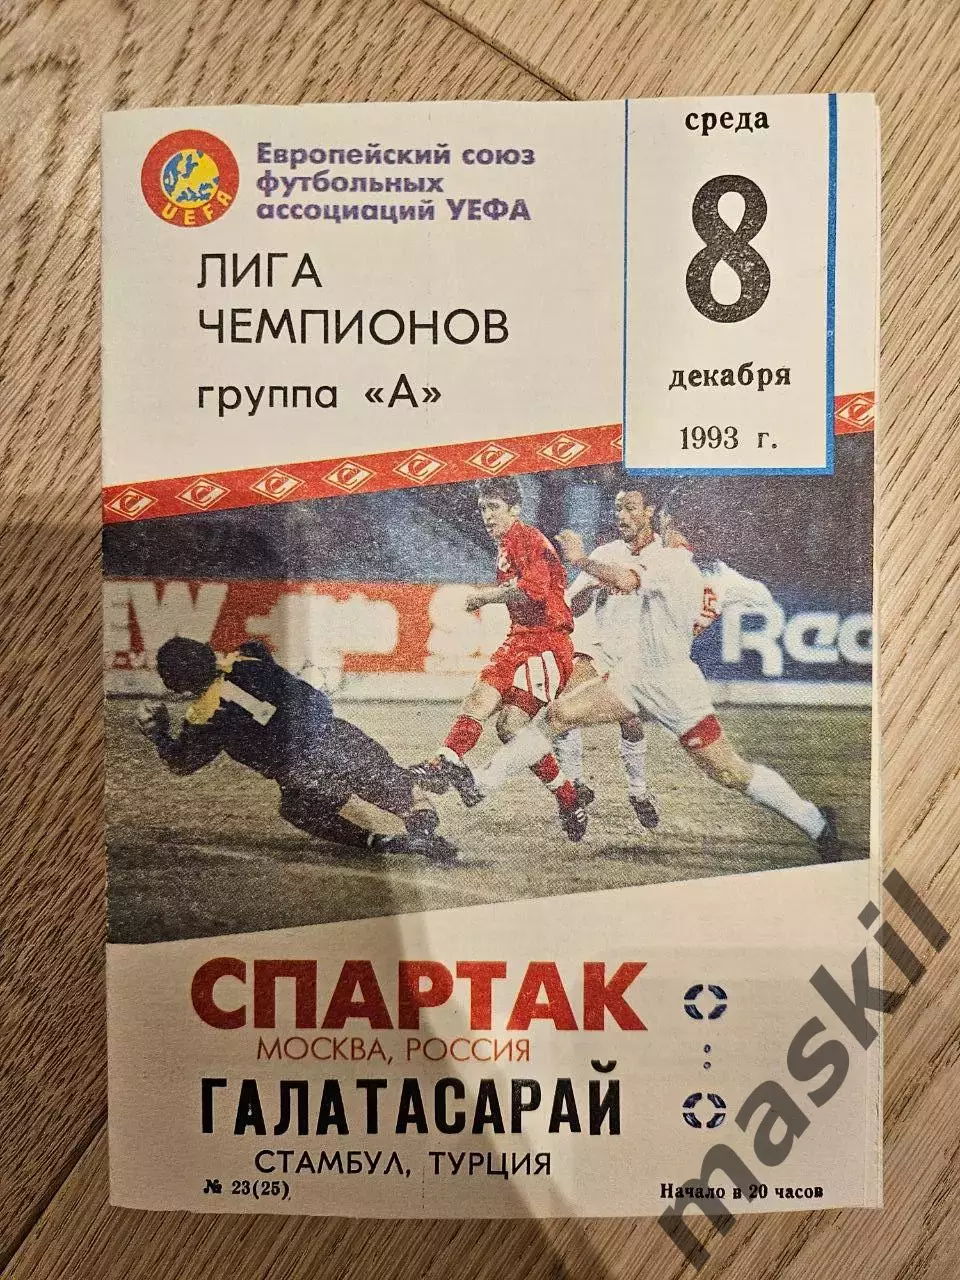 UEFA
Европейский союз
футбольных
ассоциаций УЕФА
ЛИГА
ЧЕМПИОНОВ
группа «А»
среда
8
декабря
1993 г.
1
СПАРТАК
МОСКВА, РОССИЯ
ГАЛАТАСАРАЙ
СТАМБУЛ, ТУРЦИЯ
№ 23(25)
Начало в 20 часов
maskil